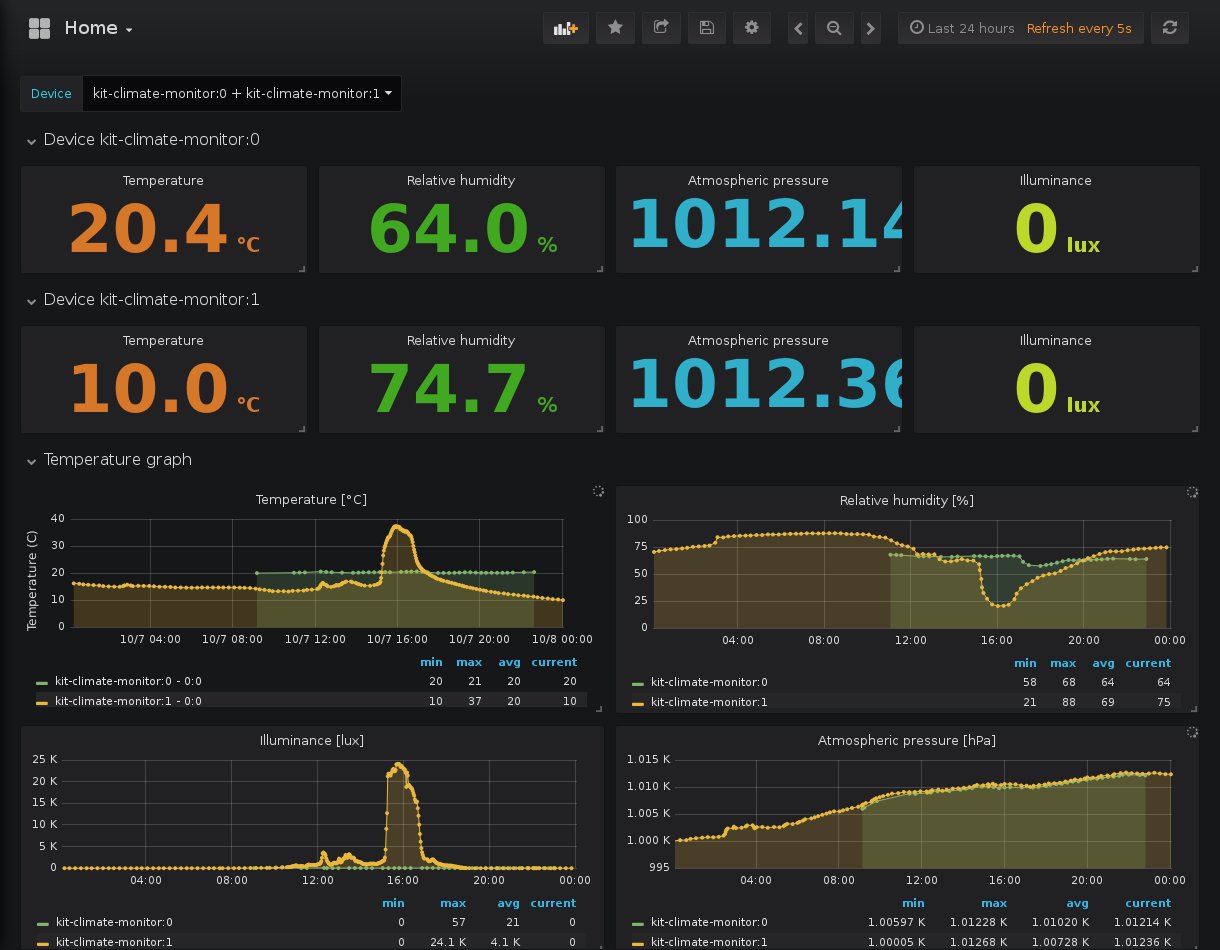 Home
Last 24 hours Refresh every 5s
Device kit-climate-monitor:0 + kit-climate-monitor:1
Device kit-climate-monitor:0
Temperature Relative humidity Atmospheric pressure Illuminance
20.4 °C 64.0 % 1012.14 0 lux
Device kit-climate-monitor:1
Temperature Relative humidity Atmospheric pressure Illuminance
10.0 °C 74.7 % 1012.36 0 lux
Temperature graph
Temperature [°C]
Temperature (C)
40
30
20
10
0
10/7 04:00 10/7 08:00 10/7 12:00 10/7 16:00 10/7 20:00 10/8 00:00
min max avg current
kit-climate-monitor:0 - 0:0 20 21 20 20
kit-climate-monitor:1 - 0:0 10 37 20 10
Relative humidity [%]
100
75
50
25
0
04:00 08:00 12:00 16:00 20:00 00:00
min max avg current
kit-climate-monitor:0 58 68 64 64
kit-climate-monitor:1 21 88 69 75
Illuminance [lux]
25 K
20 K
15 K
10 K
5 K
0
04:00 08:00 12:00 16:00 20:00 00:00
min max avg current
kit-climate-monitor:0 0 57 21 0
kit-climate-monitor:1 0 24.1 K 4.1 K 0
Atmospheric pressure [hPa]
1.015 K
1.010 K
1.005 K
1.000 K
995
04:00 08:00 12:00 16:00 20:00 00:00
min max avg current
kit-climate-monitor:0 1.00597 K 1.01228 K 1.01020 K 1.01214 K
kit-climate-monitor:1 1.00005 K 1.01268 K 1.00728 K 1.01236 K